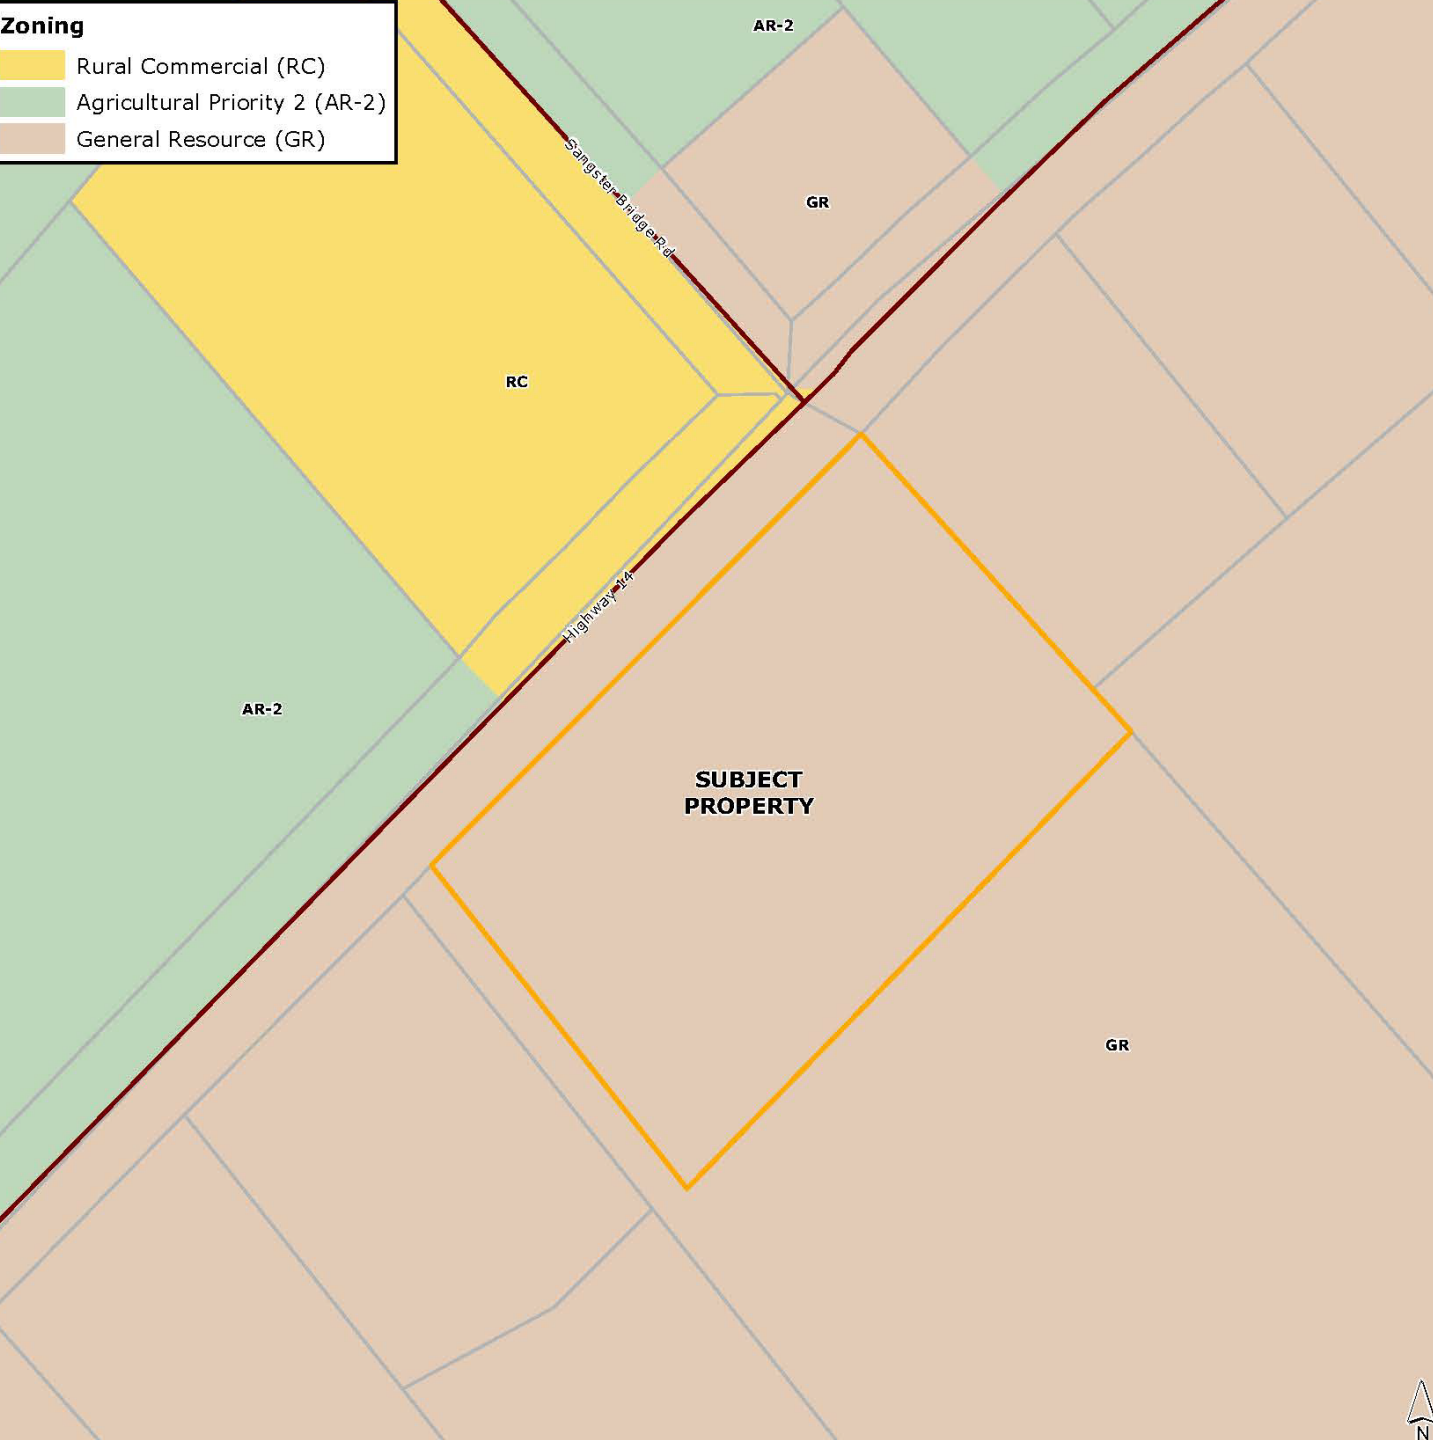 Zoning
Rural Commercial (RC)
Agricultural Priority 2 (AR-2)
General Resource (GR)
AR-2
Sangster Bridge Rd
GR
RC
Highway 14
AR-2
SUBJECT
PROPERTY
GR
N